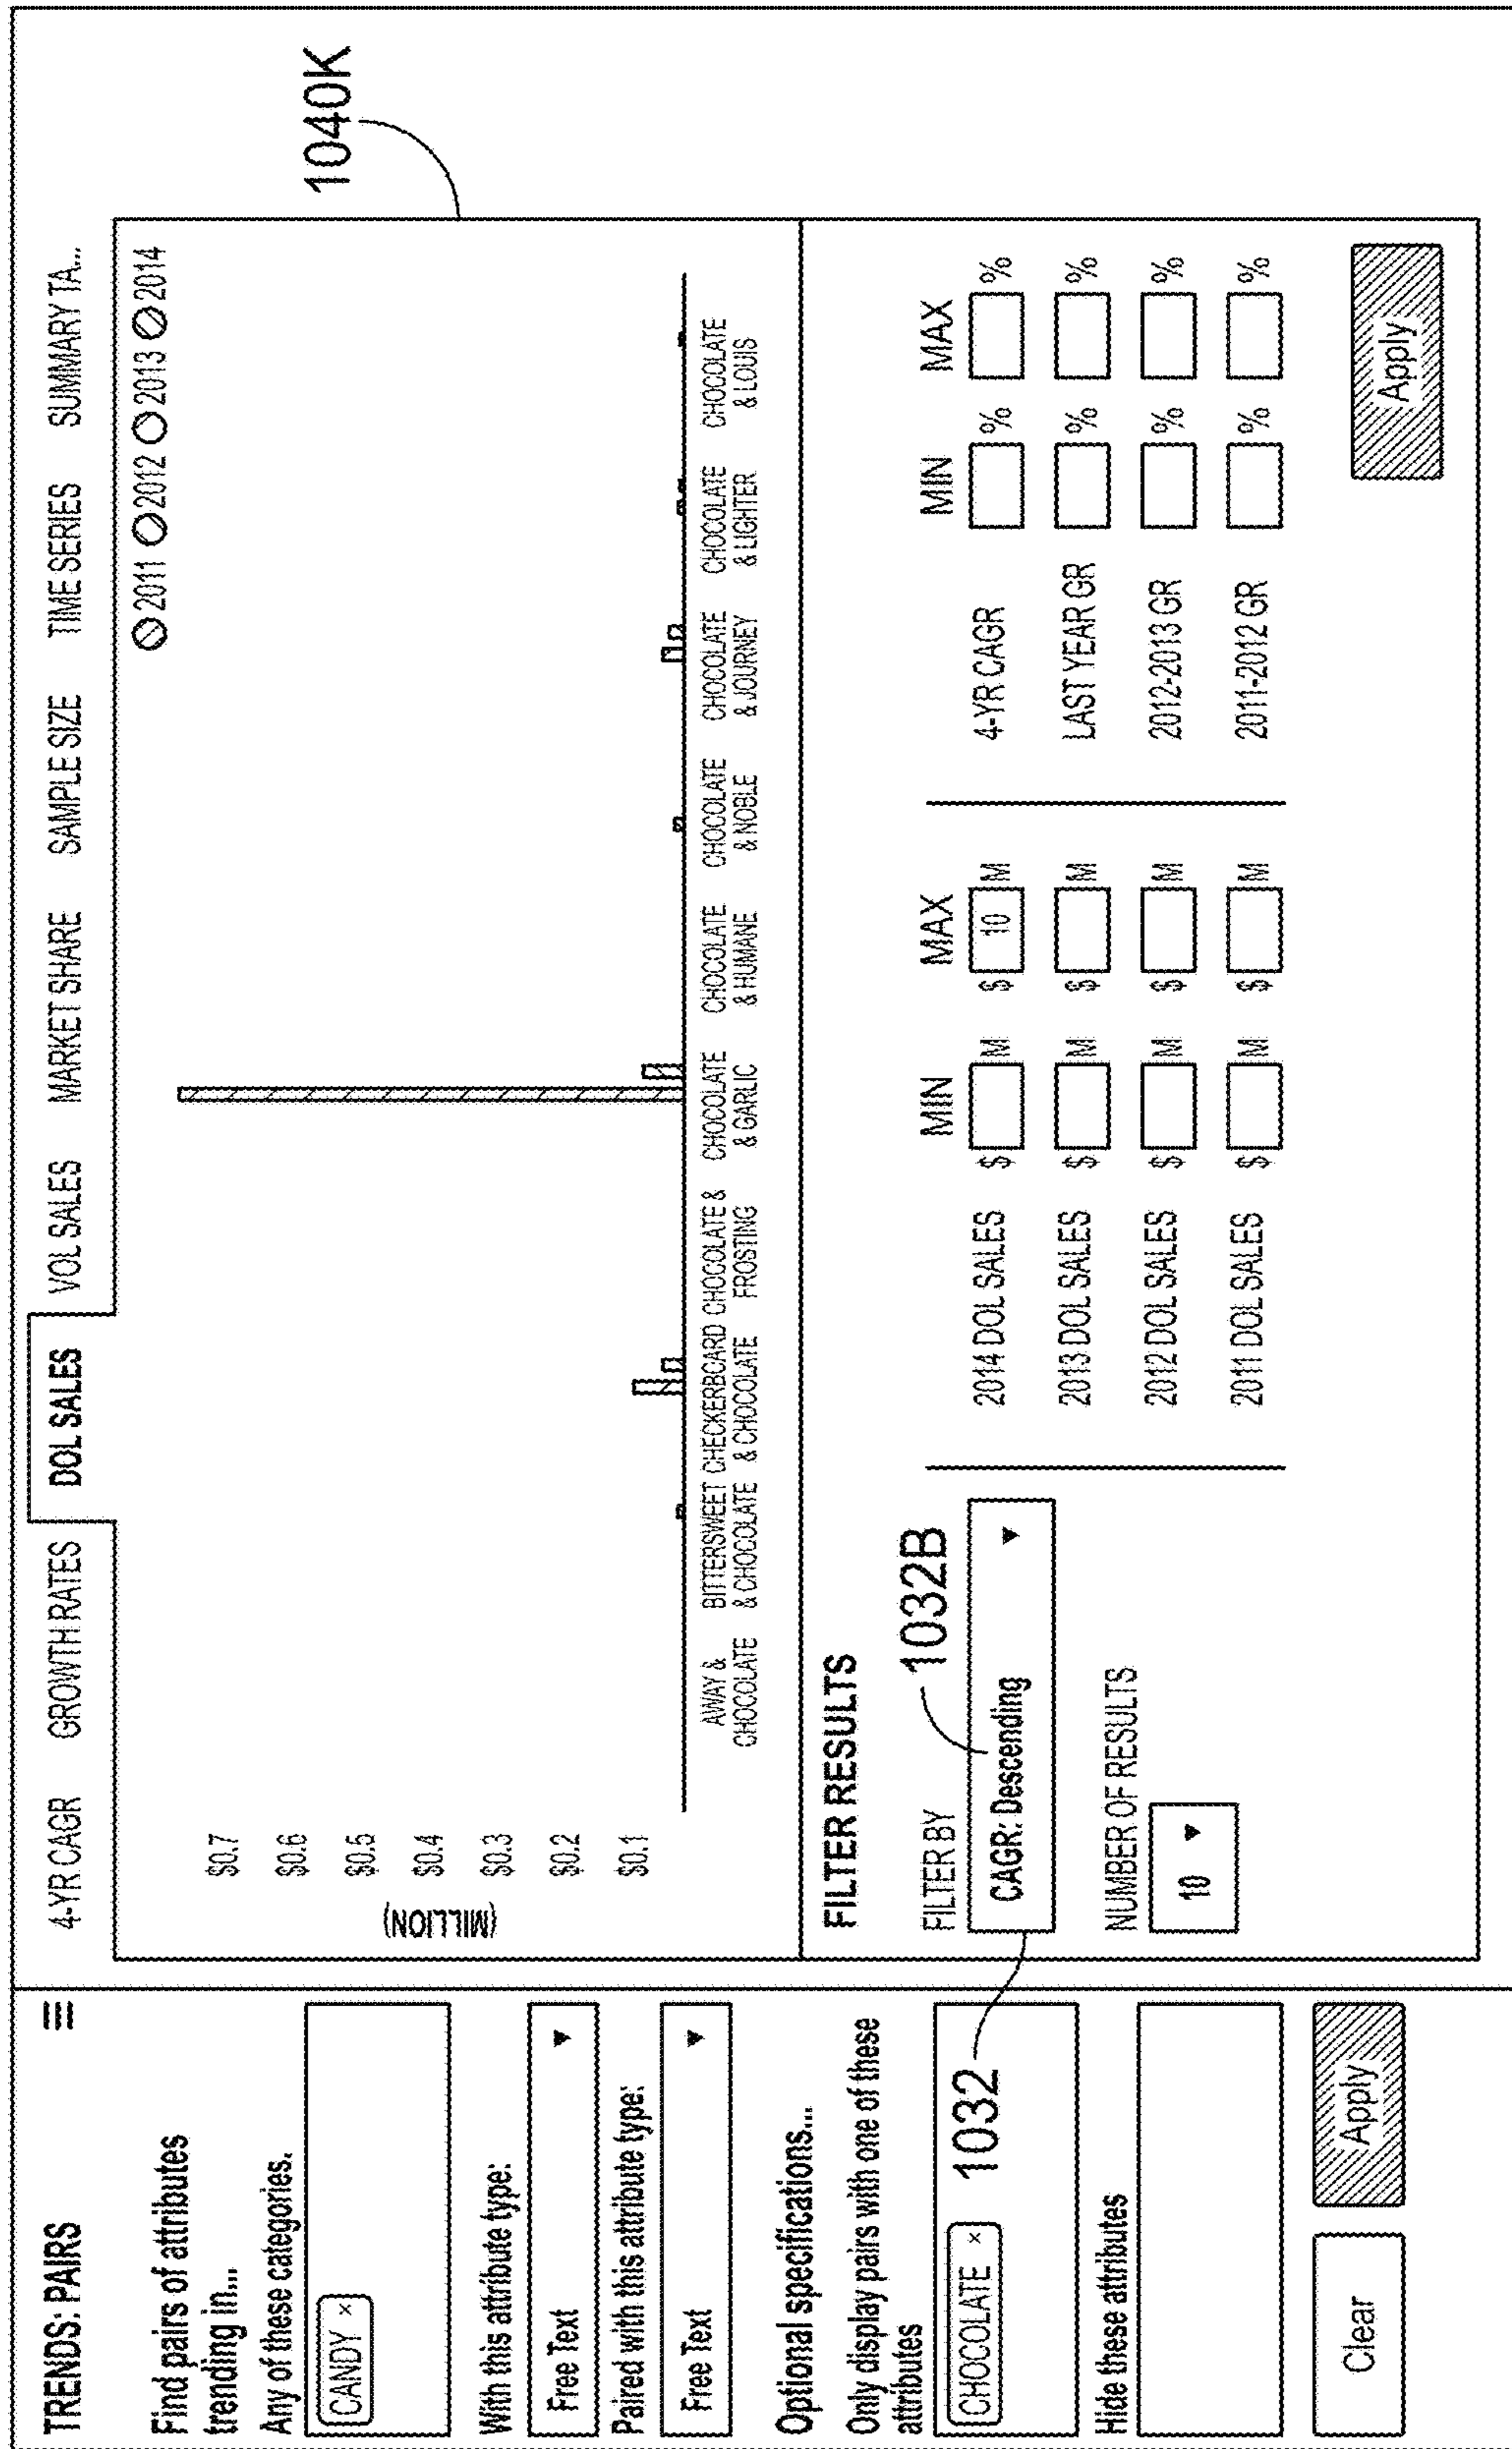 TRENDS: PAIRS
Find pairs of attributes
trending in...
Any of these categories.
CANDY ×
With this attribute type:
Free Text ▼
Paired with this attribute type:
Free Text ▼
Optional specifications...
Only display pairs with one of these
attributes
CHOCOLATE ×
1032
Hide these attributes
Clear
Apply
4-YR CAGR
GROWTH RATES
DOL SALES
VOL SALES
MARKET SHARE
SAMPLE SIZE
TIME SERIES
SUMMARY TA...
2011 2012 2013 2014
1040K
(MILLION)
$0.7
$0.6
$0.5
$0.4
$0.3
$0.2
$0.1
AWAY &
CHOCOLATE
BITTERSWEET
& CHOCOLATE
CHECKERBOARD
& CHOCOLATE
CHOCOLATE &
FROSTING
CHOCOLATE
& GARLIC
CHOCOLATE
& HUMANE
CHOCOLATE
& NOBLE
CHOCOLATE
& JOURNEY
CHOCOLATE
& LIGHTER
CHOCOLATE
& LOUIS
FILTER RESULTS
FILTER BY
1032B
CAGR: Descending ▼
NUMBER OF RESULTS
10 ▼
MIN MAX
2014 DOL SALES $ M $ 10 M
2013 DOL SALES $ M $ M
2012 DOL SALES $ M $ M
2011 DOL SALES $ M $ M
MIN MAX
4-YR CAGR % %
LAST YEAR GR % %
2012-2013 GR % %
2011-2012 GR % %
Apply